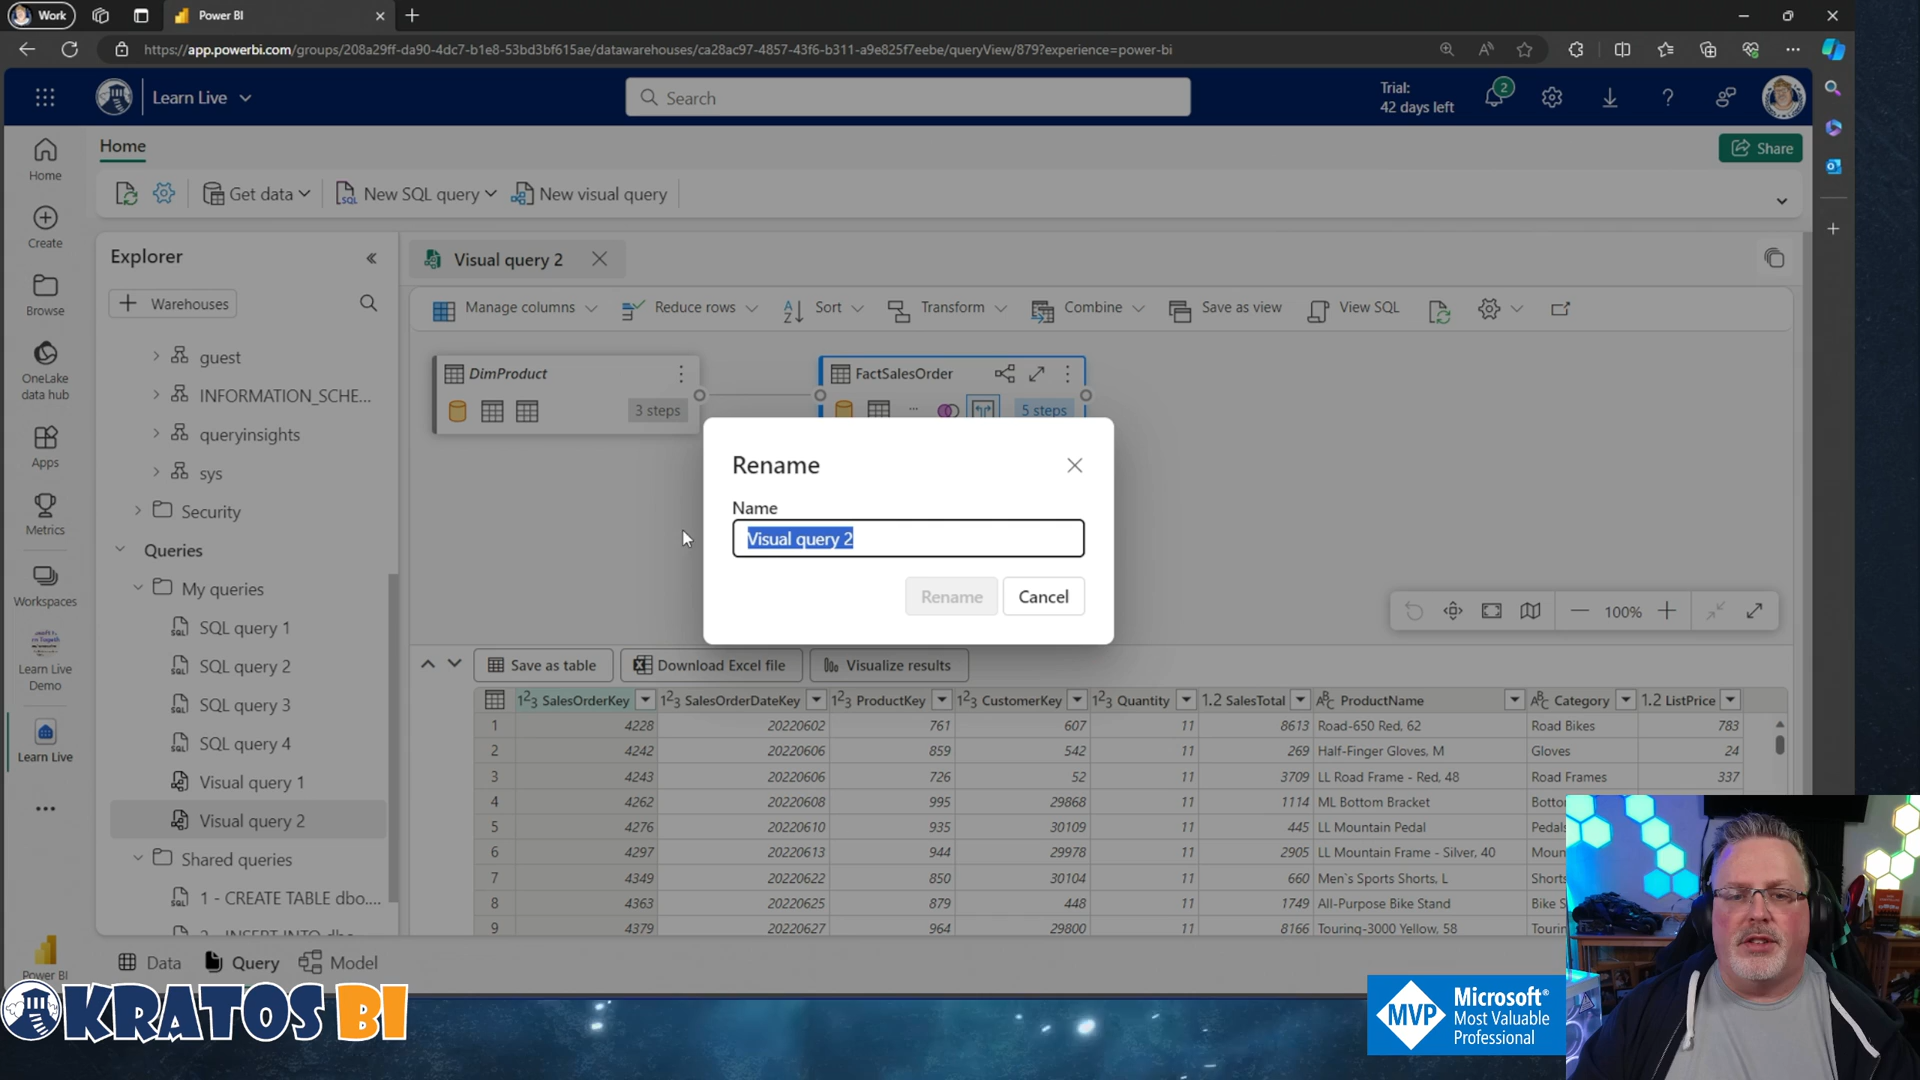 Work
Power BI
https://app.powerbi.com/groups/208a29ff-da90-4dc7-b1e8-53bd3bf615ae/datawarehouses/ca28ac97-4857-43f6-b311-a9e825f7eebe/queryView/879?experience=power-bi
Learn Live
Search
Trial:
42 days left
2
Home
Share
Get data
New SQL query
New visual query
Home
Create
Browse
OneLake
data hub
Apps
Metrics
Workspaces
Learn Live
Demo
Learn Live
Power BI
Explorer
Warehouses
guest
INFORMATION_SCHE...
queryinsights
sys
Security
Queries
My queries
SQL query 1
SQL query 2
SQL query 3
SQL query 4
Visual query 1
Visual query 2
Shared queries
1 - CREATE TABLE dbo....
Visual query 2
Manage columns
Reduce rows
Sort
Transform
Combine
Save as view
View SQL
DimProduct
3 steps
FactSalesOrder
5 steps
Rename
Name
Visual query 2
Rename
Cancel
100%
Save as table
Download Excel file
Visualize results
SalesOrderKey SalesOrderDateKey ProductKey CustomerKey Quantity SalesTotal ProductName Category ListPrice
1 4228 20220602 761 607 11 8613 Road-650 Red, 62 Road Bikes 783
2 4242 20220606 859 542 11 269 Half-Finger Gloves, M Gloves 24
3 4243 20220606 726 52 11 3709 LL Road Frame - Red, 48 Road Frames 337
4 4262 20220608 995 29868 11 1114 ML Bottom Bracket
5 4276 20220610 935 30109 11 445 LL Mountain Pedal
6 4297 20220613 944 29978 11 2905 LL Mountain Frame - Silver, 40
7 4349 20220622 850 30104 11 660 Men`s Sports Shorts, L
8 4363 20220625 879 448 11 1749 All-Purpose Bike Stand
9 4379 20220627 964 29800 11 8166 Touring-3000 Yellow, 58
Data
Query
Model
KRATOS BI
MVP
Microsoft®
Most Valuable
Professional